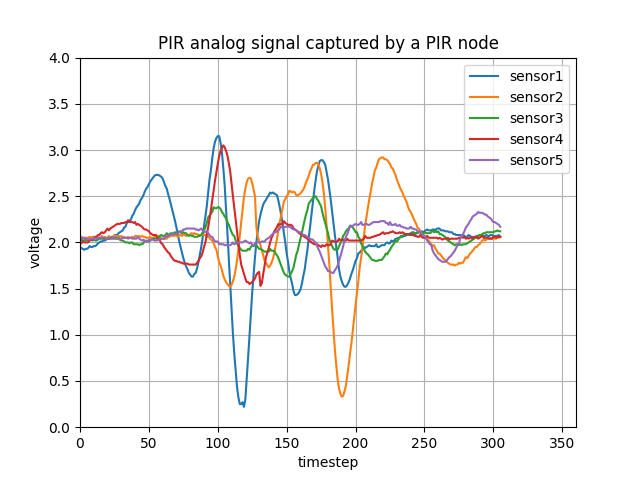 PIR analog signal captured by a PIR node
sensor1
sensor2
sensor3
sensor4
sensor5
voltage
4.0
3.5
3.0
2.5
2.0
1.5
1.0
0.5
0.0
0 50 100 150 200 250 300 350
timestep